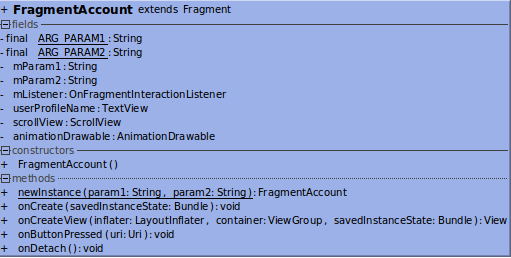 + FragmentAccount extends Fragment
fields
- final ARG_PARAM1:String
- final ARG_PARAM2:String
- mParam1:String
- mParam2:String
- mListener:OnFragmentInteractionListener
- userProfileName:TextView
- scrollView:ScrollView
- animationDrawable:AnimationDrawable
constructors
+ FragmentAccount()
methods
+ newInstance(param1: String, param2: String):FragmentAccount
+ onCreate(savedInstanceState: Bundle):void
+ onCreateView(inflater: LayoutInflater, container:ViewGroup, savedInstanceState: Bundle):View
+ onButtonPressed(uri:Uri):void
+ onDetach():void